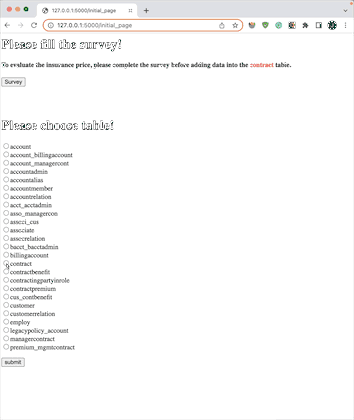 127.0.0.1:5000/initial_page
127.0.0.1:5000/initial_page
Please fill the survey!
To evaluate the insurance price, please complete the survey before adding data into the contract table.
Survey
Please choose table!
account
account_billingaccount
account_managercont
accountadmin
accountalias
accountmember
accountrelation
acct_acctadmin
asso_managercon
associ_cus
associate
assocrelation
bacct_bacctadmin
billingaccount
contract
contractbenefit
contractingpartyinrole
contractpremium
cus_contbenefit
customer
customerrelation
employ
legacypolicy_account
managercontract
premium_mgmtcontract
submit